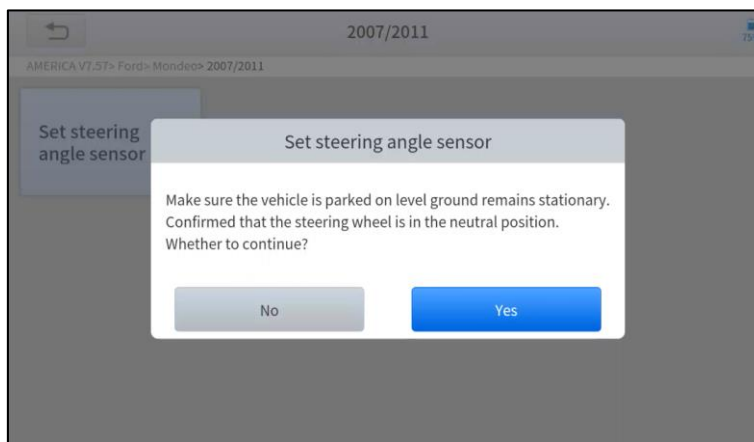 2007/2011
75%
AMERICA V7.57> Ford> Mondeo> 2007/2011
Set steering
angle sensor
Set steering angle sensor
Make sure the vehicle is parked on level ground remains stationary.
Confirmed that the steering wheel is in the neutral position.
Whether to continue?
No
Yes